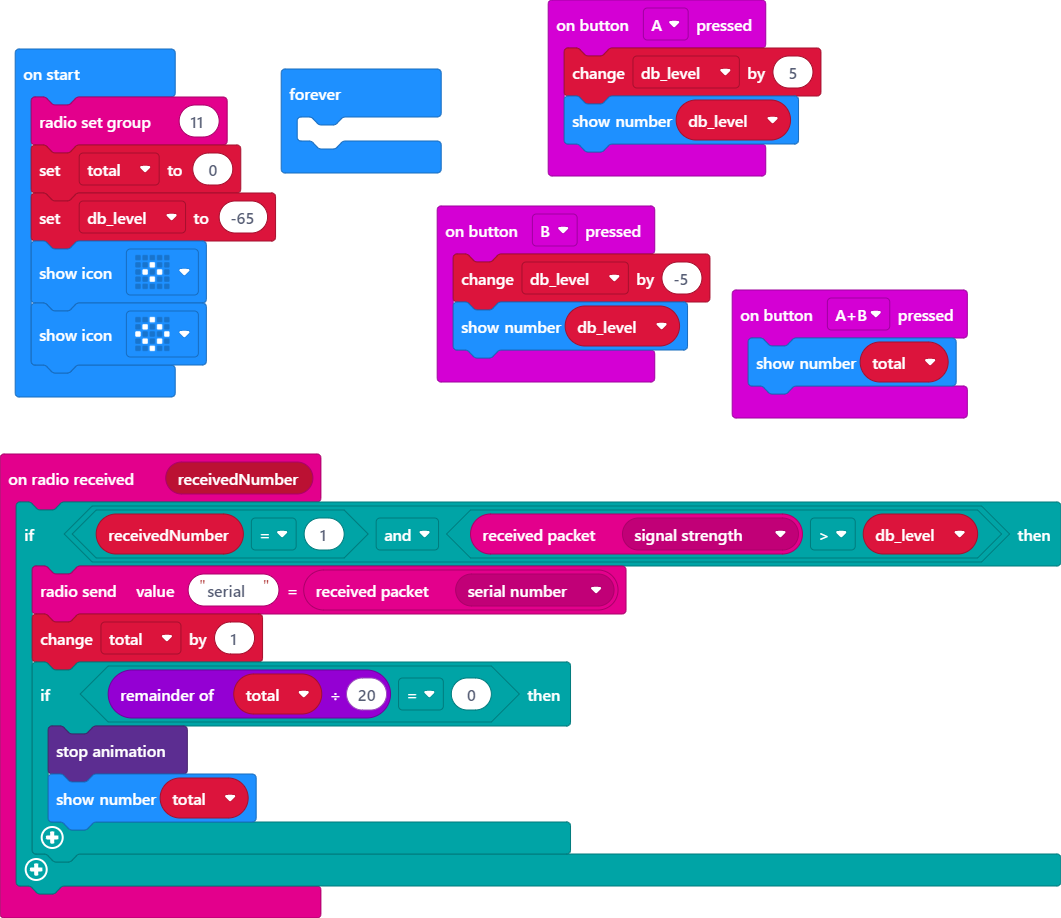 on start
radio set group 11
set total to 0
set db_level to -65
show icon
show icon
forever
on button A pressed
change db_level by 5
show number db_level
on button B pressed
change db_level by -5
show number db_level
on button A+B pressed
show number total
on radio received receivedNumber
if receivedNumber = 1 and received packet signal strength > db_level then
radio send value "serial" = received packet serial number
change total by 1
if remainder of total ÷ 20 = 0 then
stop animation
show number total